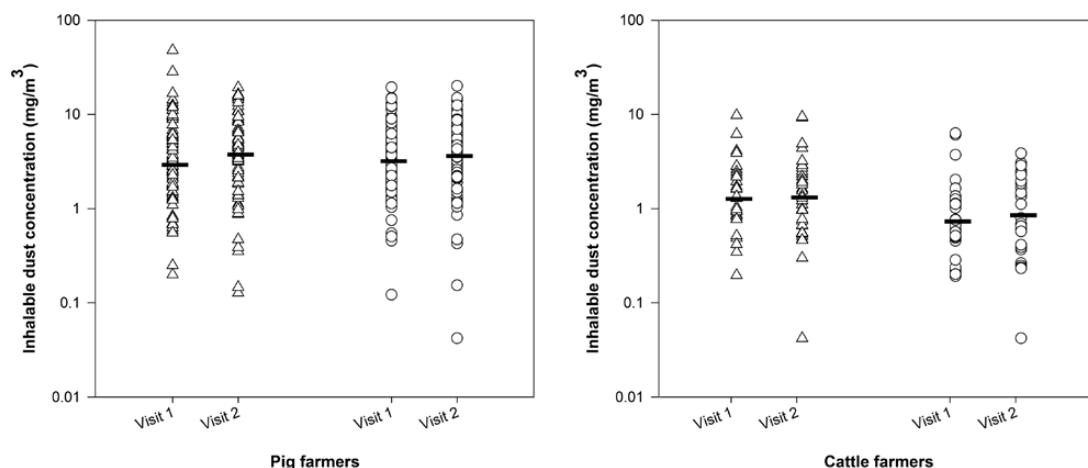 Inhalable dust concentration (mg/m³)
100
10
1
0.1
0.01
Visit 1
Visit 2
Visit 1
Visit 2
Pig farmers
Inhalable dust concentration (mg/m³)
100
10
1
0.1
0.01
Visit 1
Visit 2
Visit 1
Visit 2
Cattle farmers